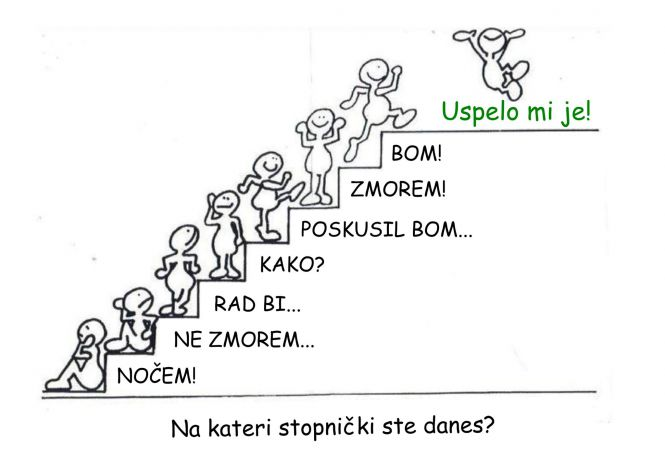 Uspelo mi je!
BOM!
ZMOREM!
POSKUSIL BOM...
KAKO?
RAD BI...
NE ZMOREM...
NOČEM!
Na kateri stopnički ste danes?